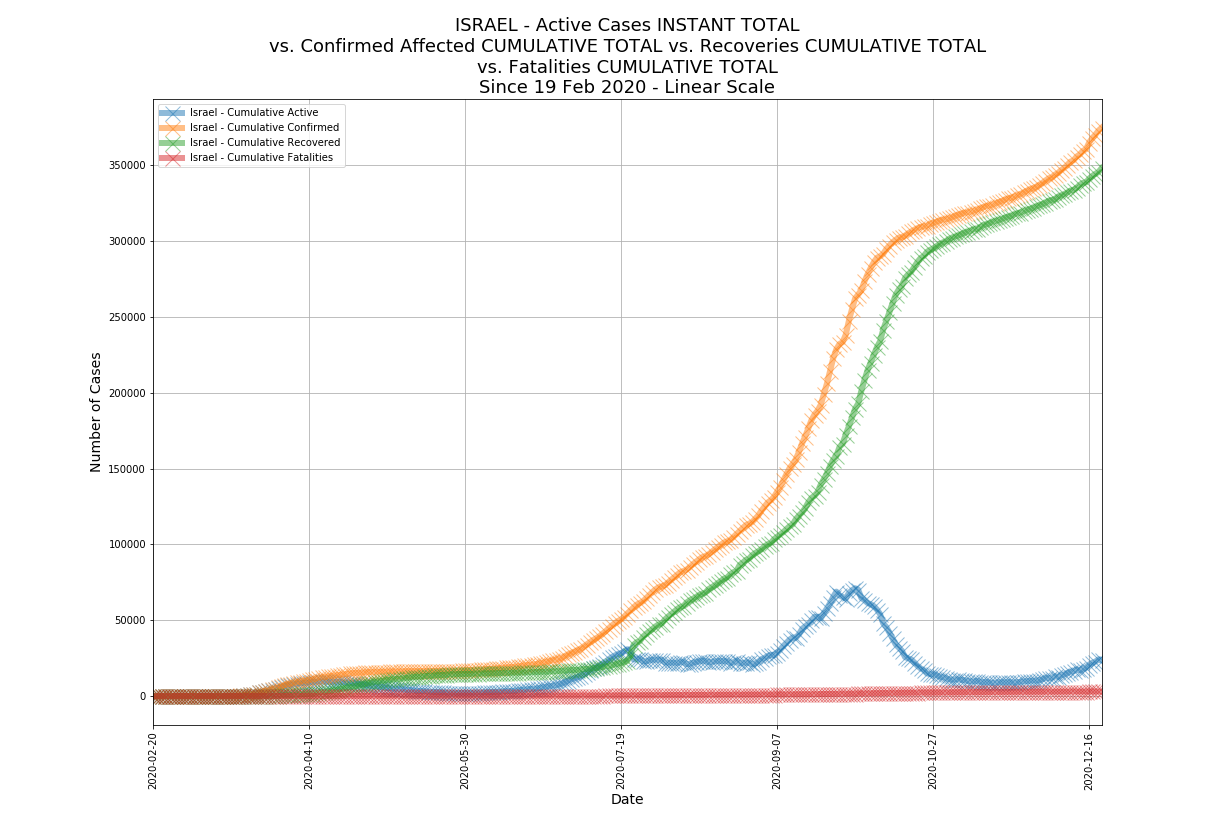 ISRAEL - Active Cases INSTANT TOTAL
vs. Confirmed Affected CUMULATIVE TOTAL vs. Recoveries CUMULATIVE TOTAL
vs. Fatalities CUMULATIVE TOTAL
Since 19 Feb 2020 - Linear Scale
Israel - Cumulative Active
Israel - Cumulative Confirmed
Israel - Cumulative Recovered
Israel - Cumulative Fatalities
Number of Cases
350000
300000
250000
200000
150000
100000
50000
0
2020-02-20
2020-04-10
2020-05-30
2020-07-19
2020-09-07
2020-10-27
2020-12-16
Date